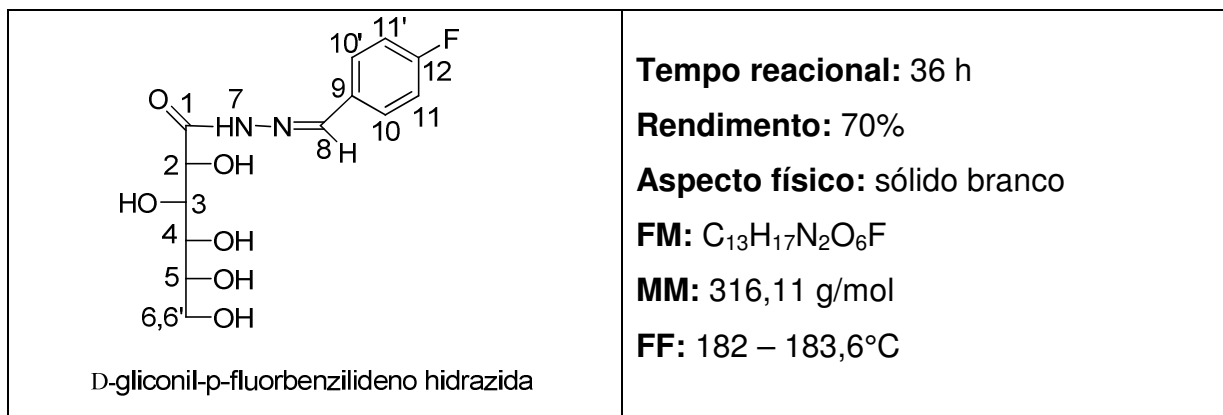 11' F
10'
12
O 7 9
1 11
HN-N 10
8 H
2 OH
HO 3
4 OH
5 OH
6,6' OH
D-gliconil-p-fluorbenzilideno hidrazida
Tempo reacional: 36 h
Rendimento: 70%
Aspecto físico: sólido branco
FM: C₁₃H₁₇N₂O₆F
MM: 316,11 g/mol
FF: 182 – 183,6°C